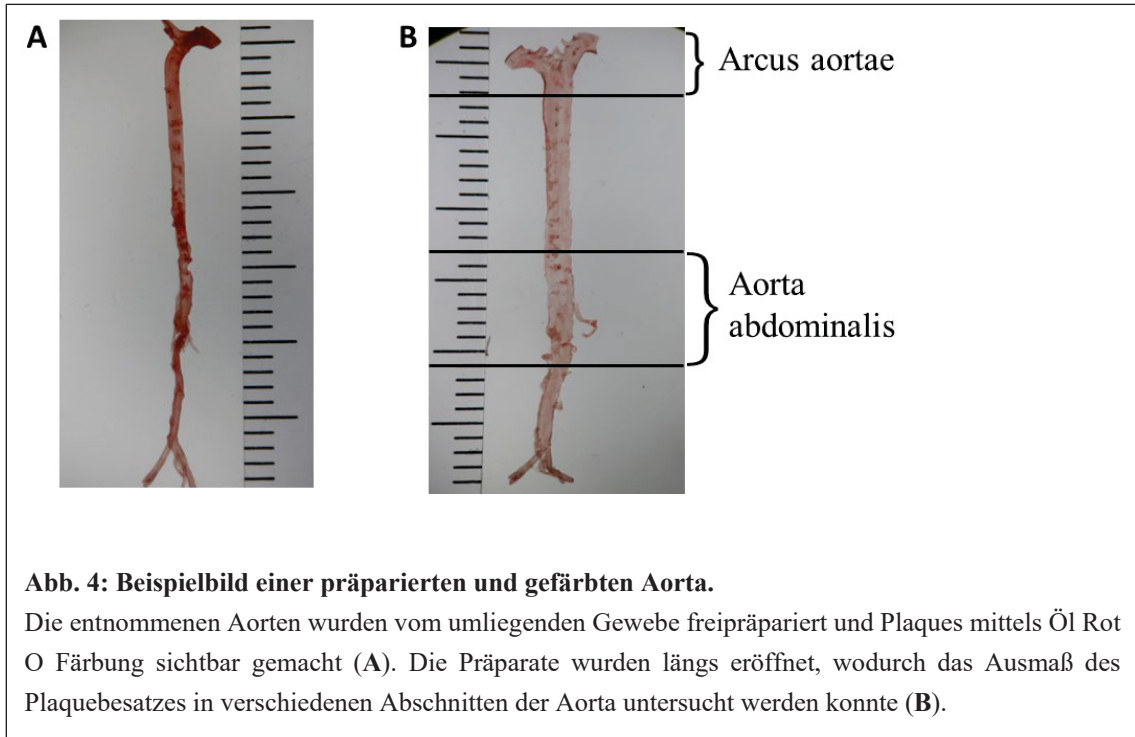 A
B
Arcus aortae
Aorta
abdominalis
Abb. 4: Beispielbild einer präparierten und gefärbten Aorta.
Die entnommenen Aorten wurden vom umliegenden Gewebe freipräpariert und Plaques mittels Öl Rot
O Färbung sichtbar gemacht (A). Die Präparate wurden längs eröffnet, wodurch das Ausmaß des
Plaquebesatzes in verschiedenen Abschnitten der Aorta untersucht werden konnte (B).